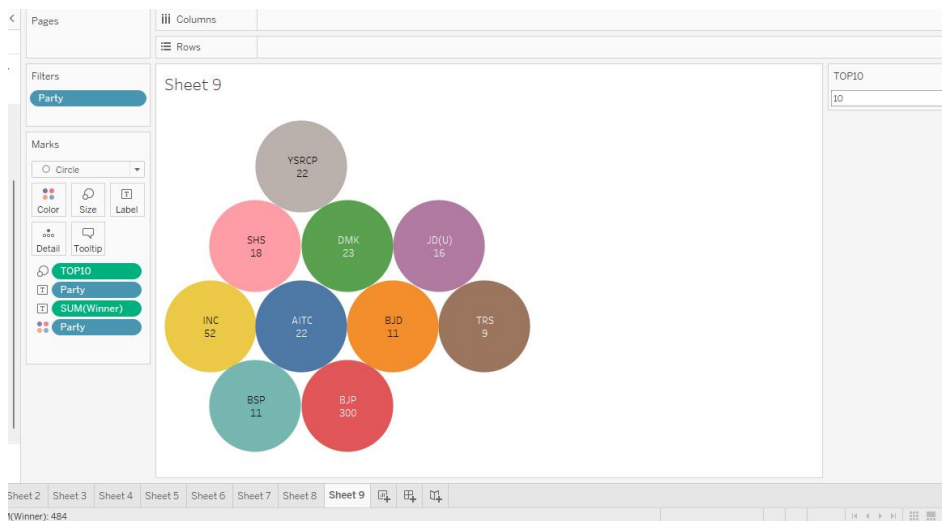 Pages
Columns
Rows
Filters
Party
Sheet 9
TOP10
10
Marks
Circle
Color
Size
Label
Detail
Tooltip
TOP10
Party
SUM(Winner)
Party
YSRCP
22
SHS
18
DMK
23
JD(U)
16
INC
52
AITC
22
BJD
11
TRS
9
BSP
11
BJP
300
Sheet 2 Sheet 3 Sheet 4 Sheet 5 Sheet 6 Sheet 7 Sheet 8 Sheet 9
(Winner): 484